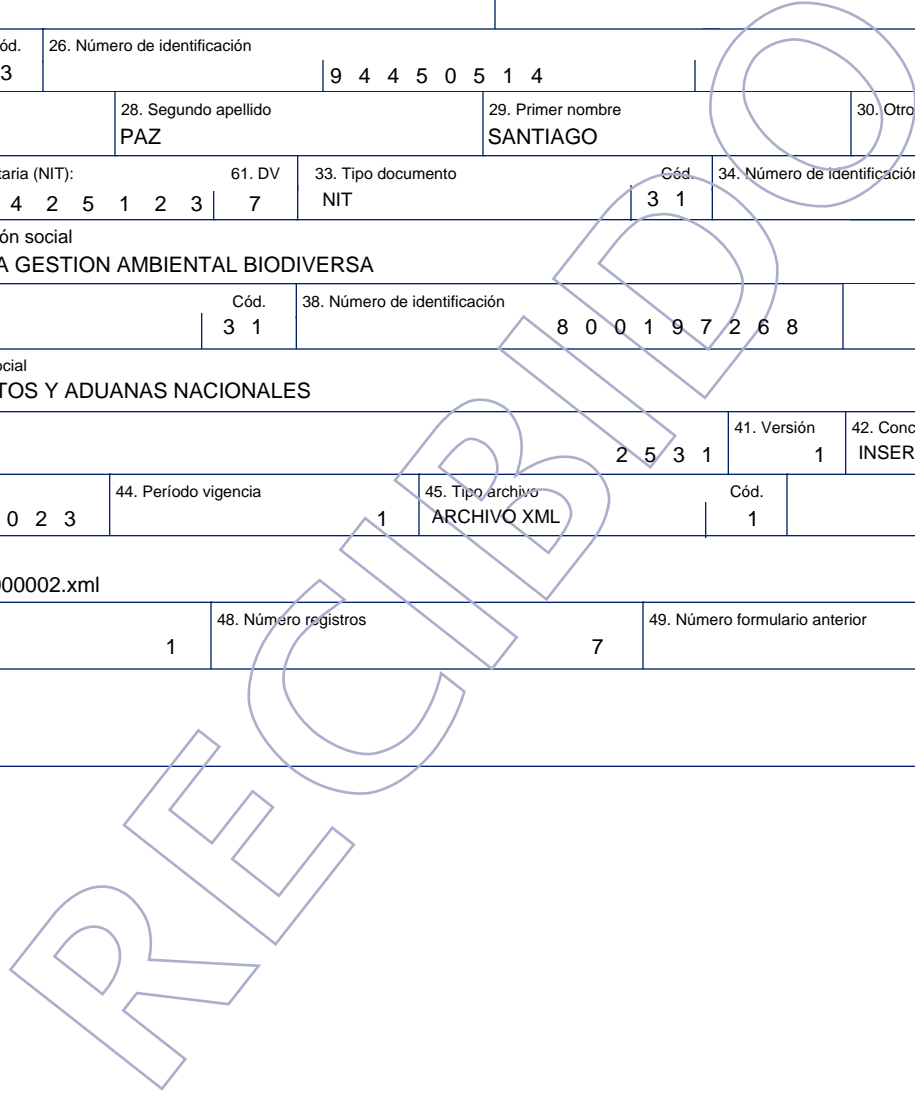 ód. 26. Número de identificación
3 9 4 4 5 0 5 1 4
28. Segundo apellido 29. Primer nombre 30. Otro
PAZ SANTIAGO
taria (NIT): 61. DV 33. Tipo documento Cód. 34. Número de identificación
4 2 5 1 2 3 7 NIT 3 1
ón social
A GESTION AMBIENTAL BIODIVERSA
Cód. 38. Número de identificación
3 1 8 0 0 1 9 7 2 6 8
ocial
TOS Y ADUANAS NACIONALES
41. Versión 42. Conc
2 5 3 1 1 INSER
44. Período vigencia 45. Tipo archivo Cód.
0 2 3 1 ARCHIVO XML 1
000002.xml
48. Número registros 49. Número formulario anterior
1 7
RECIBIDO